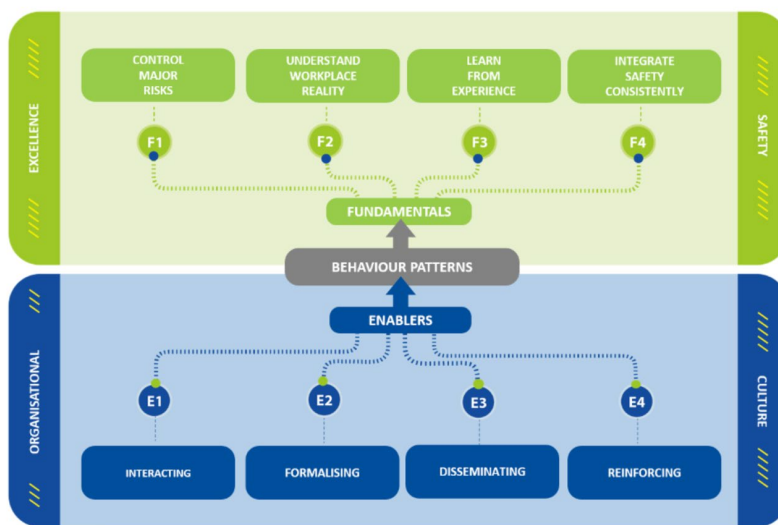 EXCELLENCE
CONTROL
MAJOR
RISKS
UNDERSTAND
WORKPLACE
REALITY
LEARN
FROM
EXPERIENCE
INTEGRATE
SAFETY
CONSISTENTLY
SAFETY
F1
F2
F3
F4
FUNDAMENTALS
BEHAVIOUR PATTERNS
ENABLERS
ORGANISATIONAL
E1
E2
E3
E4
CULTURE
INTERACTING
FORMALISING
DISSEMINATING
REINFORCING